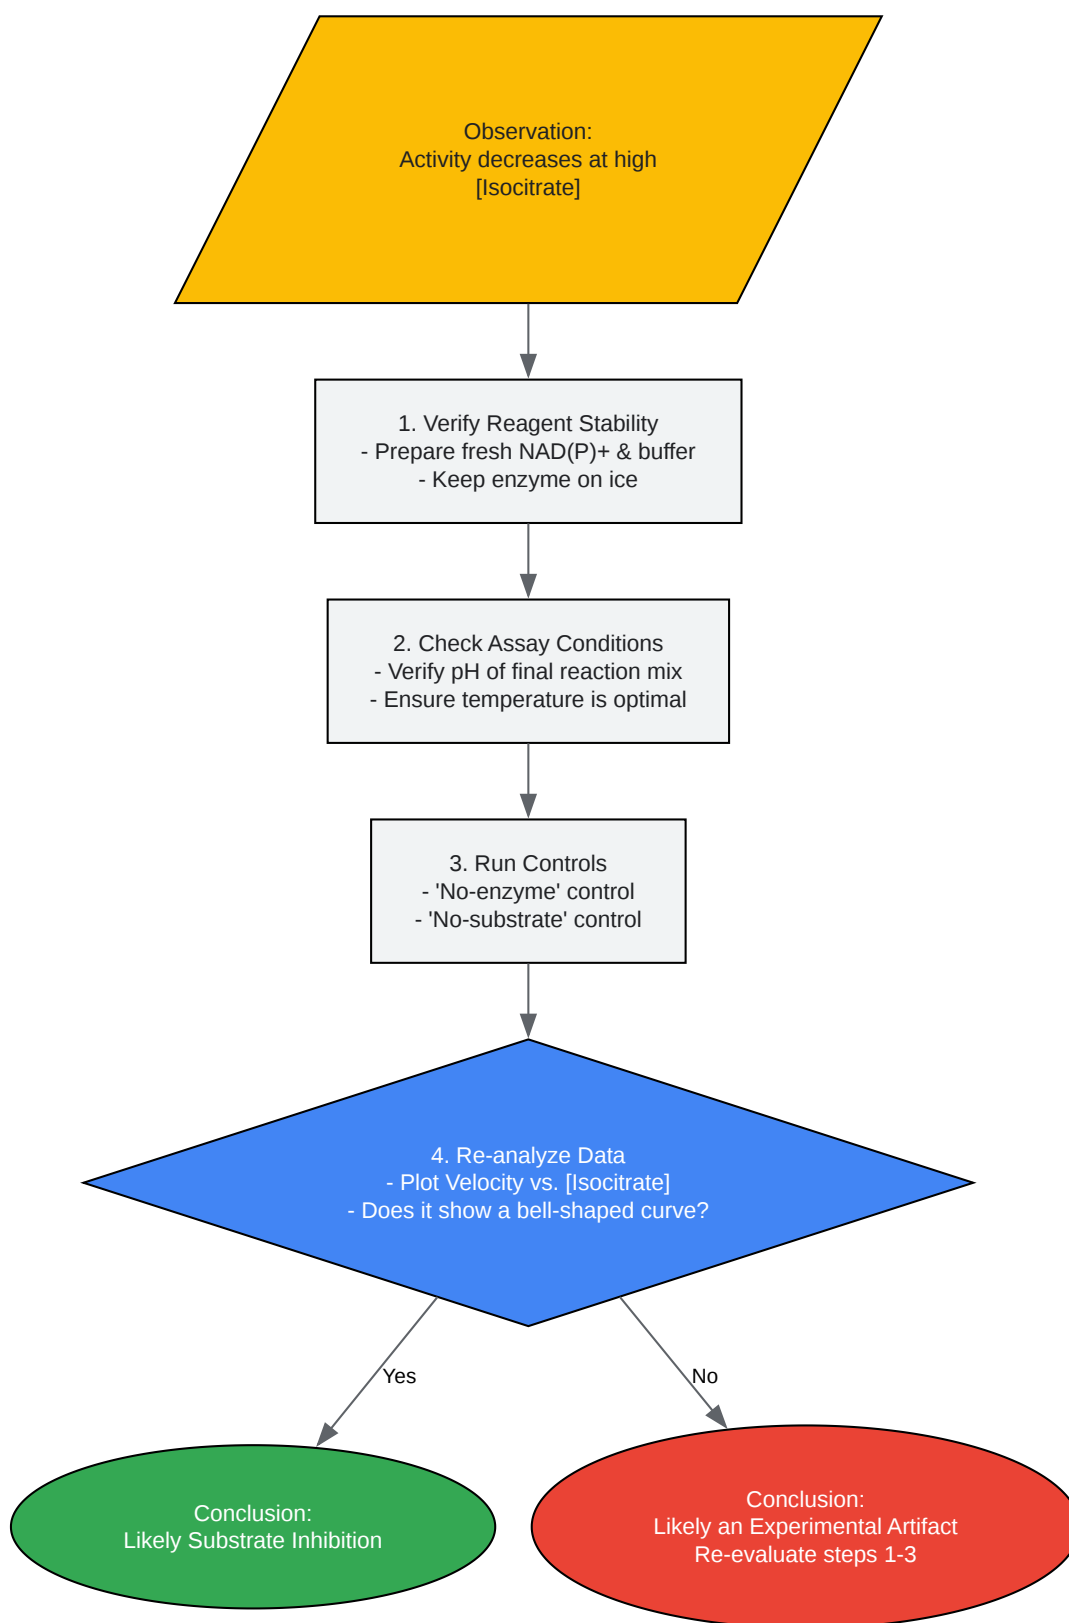 Observation:
Activity decreases at high
[Isocitrate]
1. Verify Reagent Stability
- Prepare fresh NAD(P)+ & buffer
- Keep enzyme on ice
2. Check Assay Conditions
- Verify pH of final reaction mix
- Ensure temperature is optimal
3. Run Controls
- 'No-enzyme' control
- 'No-substrate' control
4. Re-analyze Data
- Plot Velocity vs. [Isocitrate]
- Does it show a bell-shaped curve?
Yes
No
Conclusion:
Likely Substrate Inhibition
Conclusion:
Likely an Experimental Artifact
Re-evaluate steps 1-3